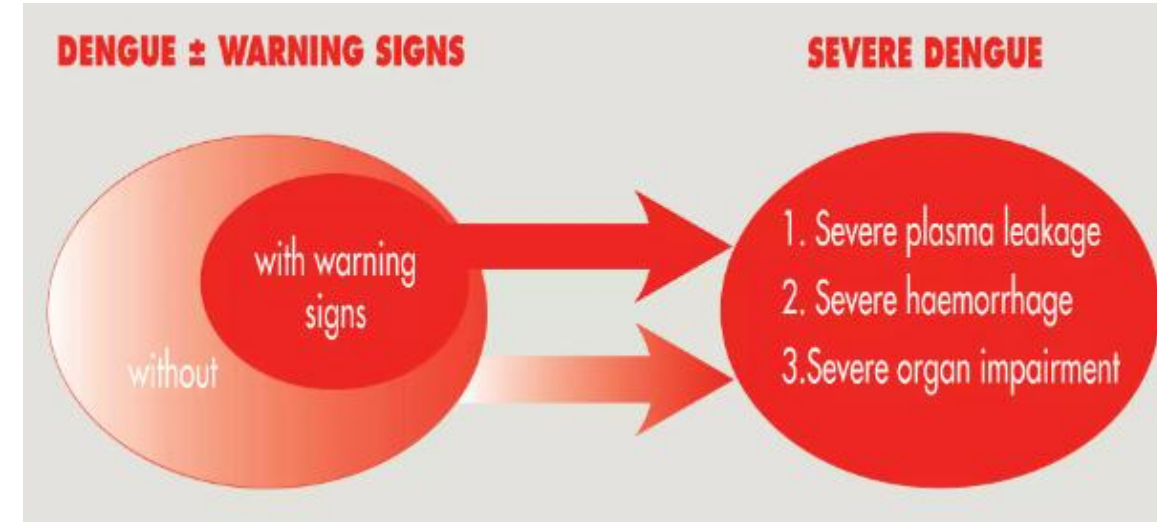 DENGUE ± WARNING SIGNS
SEVERE DENGUE
with warning
signs
without
1. Severe plasma leakage
2. Severe haemorrhage
3.Severe organ impairment